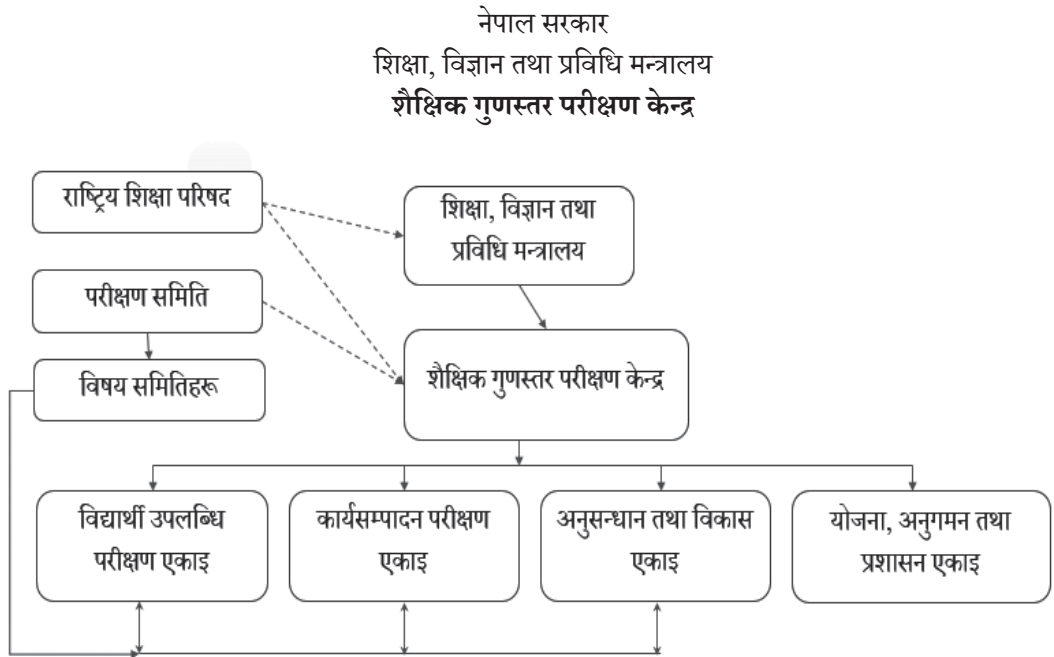 नेपाल सरकार
शिक्षा, विज्ञान तथा प्रविधि मन्त्रालय
शैक्षिक गुणस्तर परीक्षण केन्द्र
राष्ट्रिय शिक्षा परिषद
शिक्षा, विज्ञान तथा
प्रविधि मन्त्रालय
परीक्षण समिति
विषय समितिहरू
शैक्षिक गुणस्तर परीक्षण केन्द्र
विद्यार्थी उपलब्धि
परीक्षण एकाइ
कार्यसम्पादन परीक्षण
एकाइ
अनुसन्धान तथा विकास
एकाइ
योजना, अनुगमन तथा
प्रशासन एकाइ